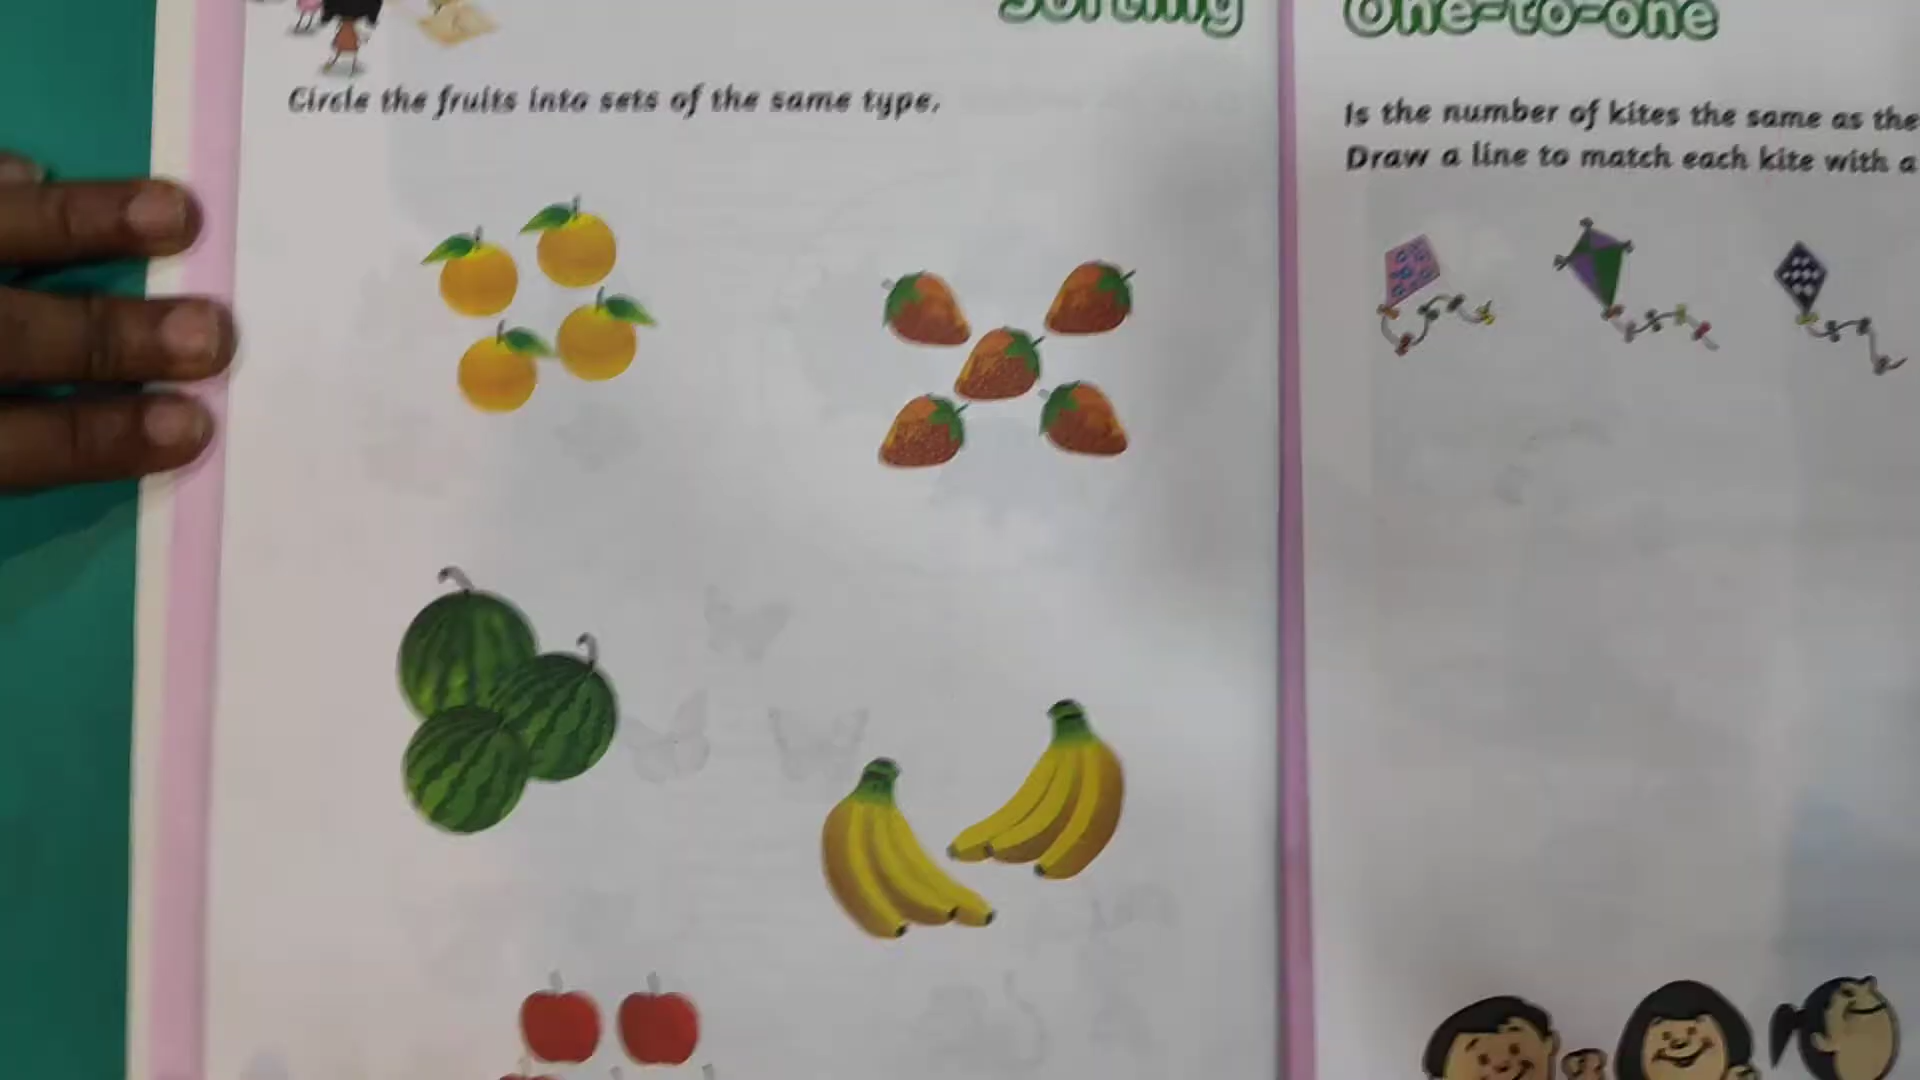 Sorting
Circle the fruits into sets of the same type.
One-to-one
Is the number of kites the same as the
Draw a line to match each kite with a